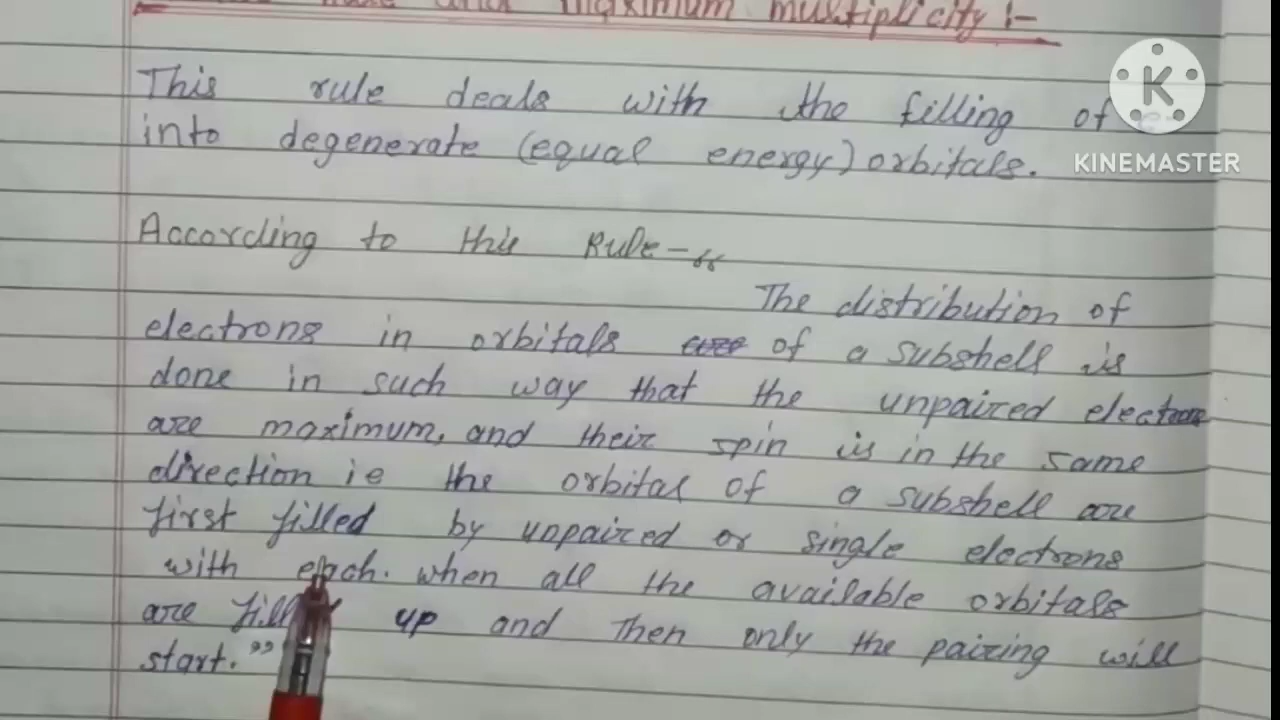 and maximum multiplicity :-
This rule deals with the filling of e-
into degenerate (equal energy) orbitals.
According to this Rule - "
The distribution of
electrons in orbitals of a subshell is
done in such way that the unpaired electrons
are maximum, and their spin is in the same
direction ie the orbital of a subshell are
first filled by unpaired or single electrons
with each. when all the available orbitals
are up and then only the pairing will
start."
K
KINEMASTER